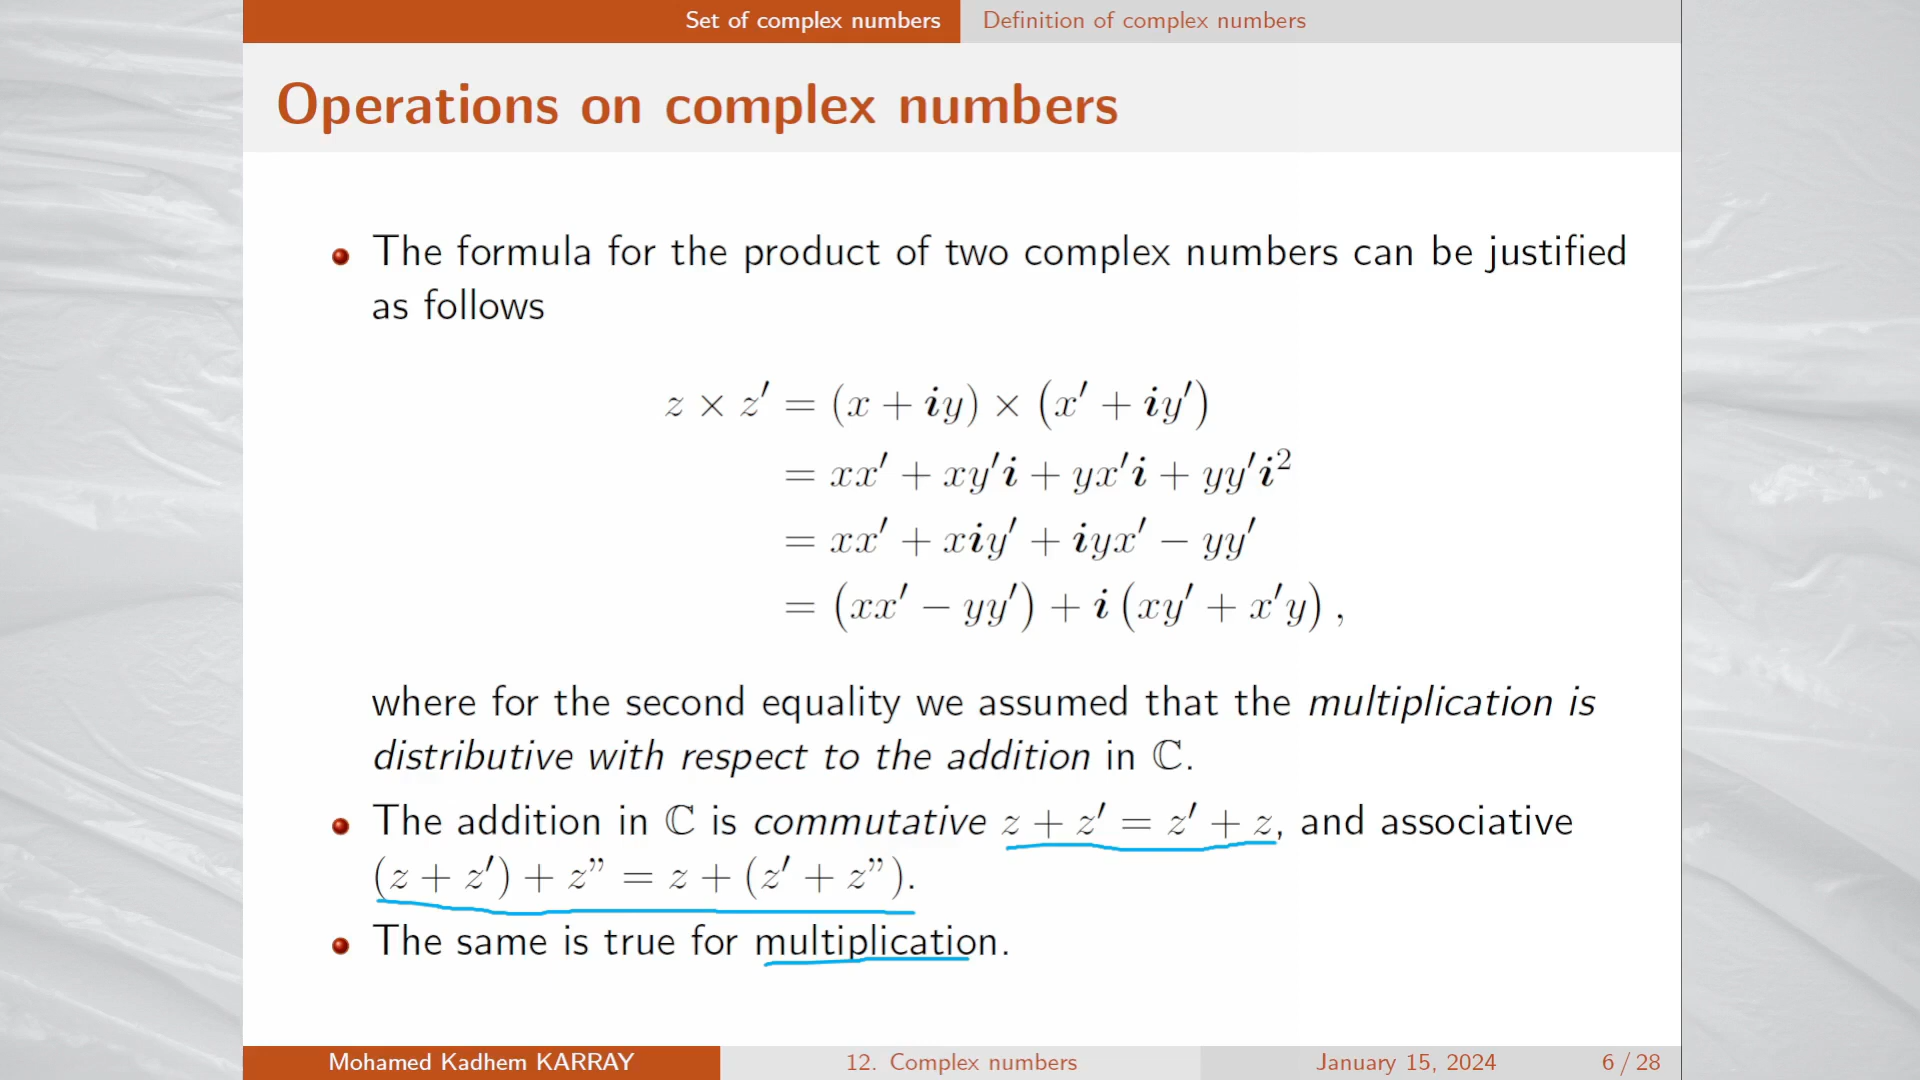 Set of complex numbers Definition of complex numbers
Operations on complex numbers
The formula for the product of two complex numbers can be justified
as follows
z × z′ = (x + iy) × (x′ + iy′)
= xx′ + xy′i + yx′i + yy′i²
= xx′ + xiy′ + iyx′ − yy′
= (xx′ − yy′) + i (xy′ + x′y) ,
where for the second equality we assumed that the multiplication is
distributive with respect to the addition in ℂ.
The addition in ℂ is commutative z + z′ = z′ + z, and associative
(z + z′) + z” = z + (z′ + z”).
The same is true for multiplication.
Mohamed Kadhem KARRAY 12. Complex numbers January 15, 2024 6 / 28